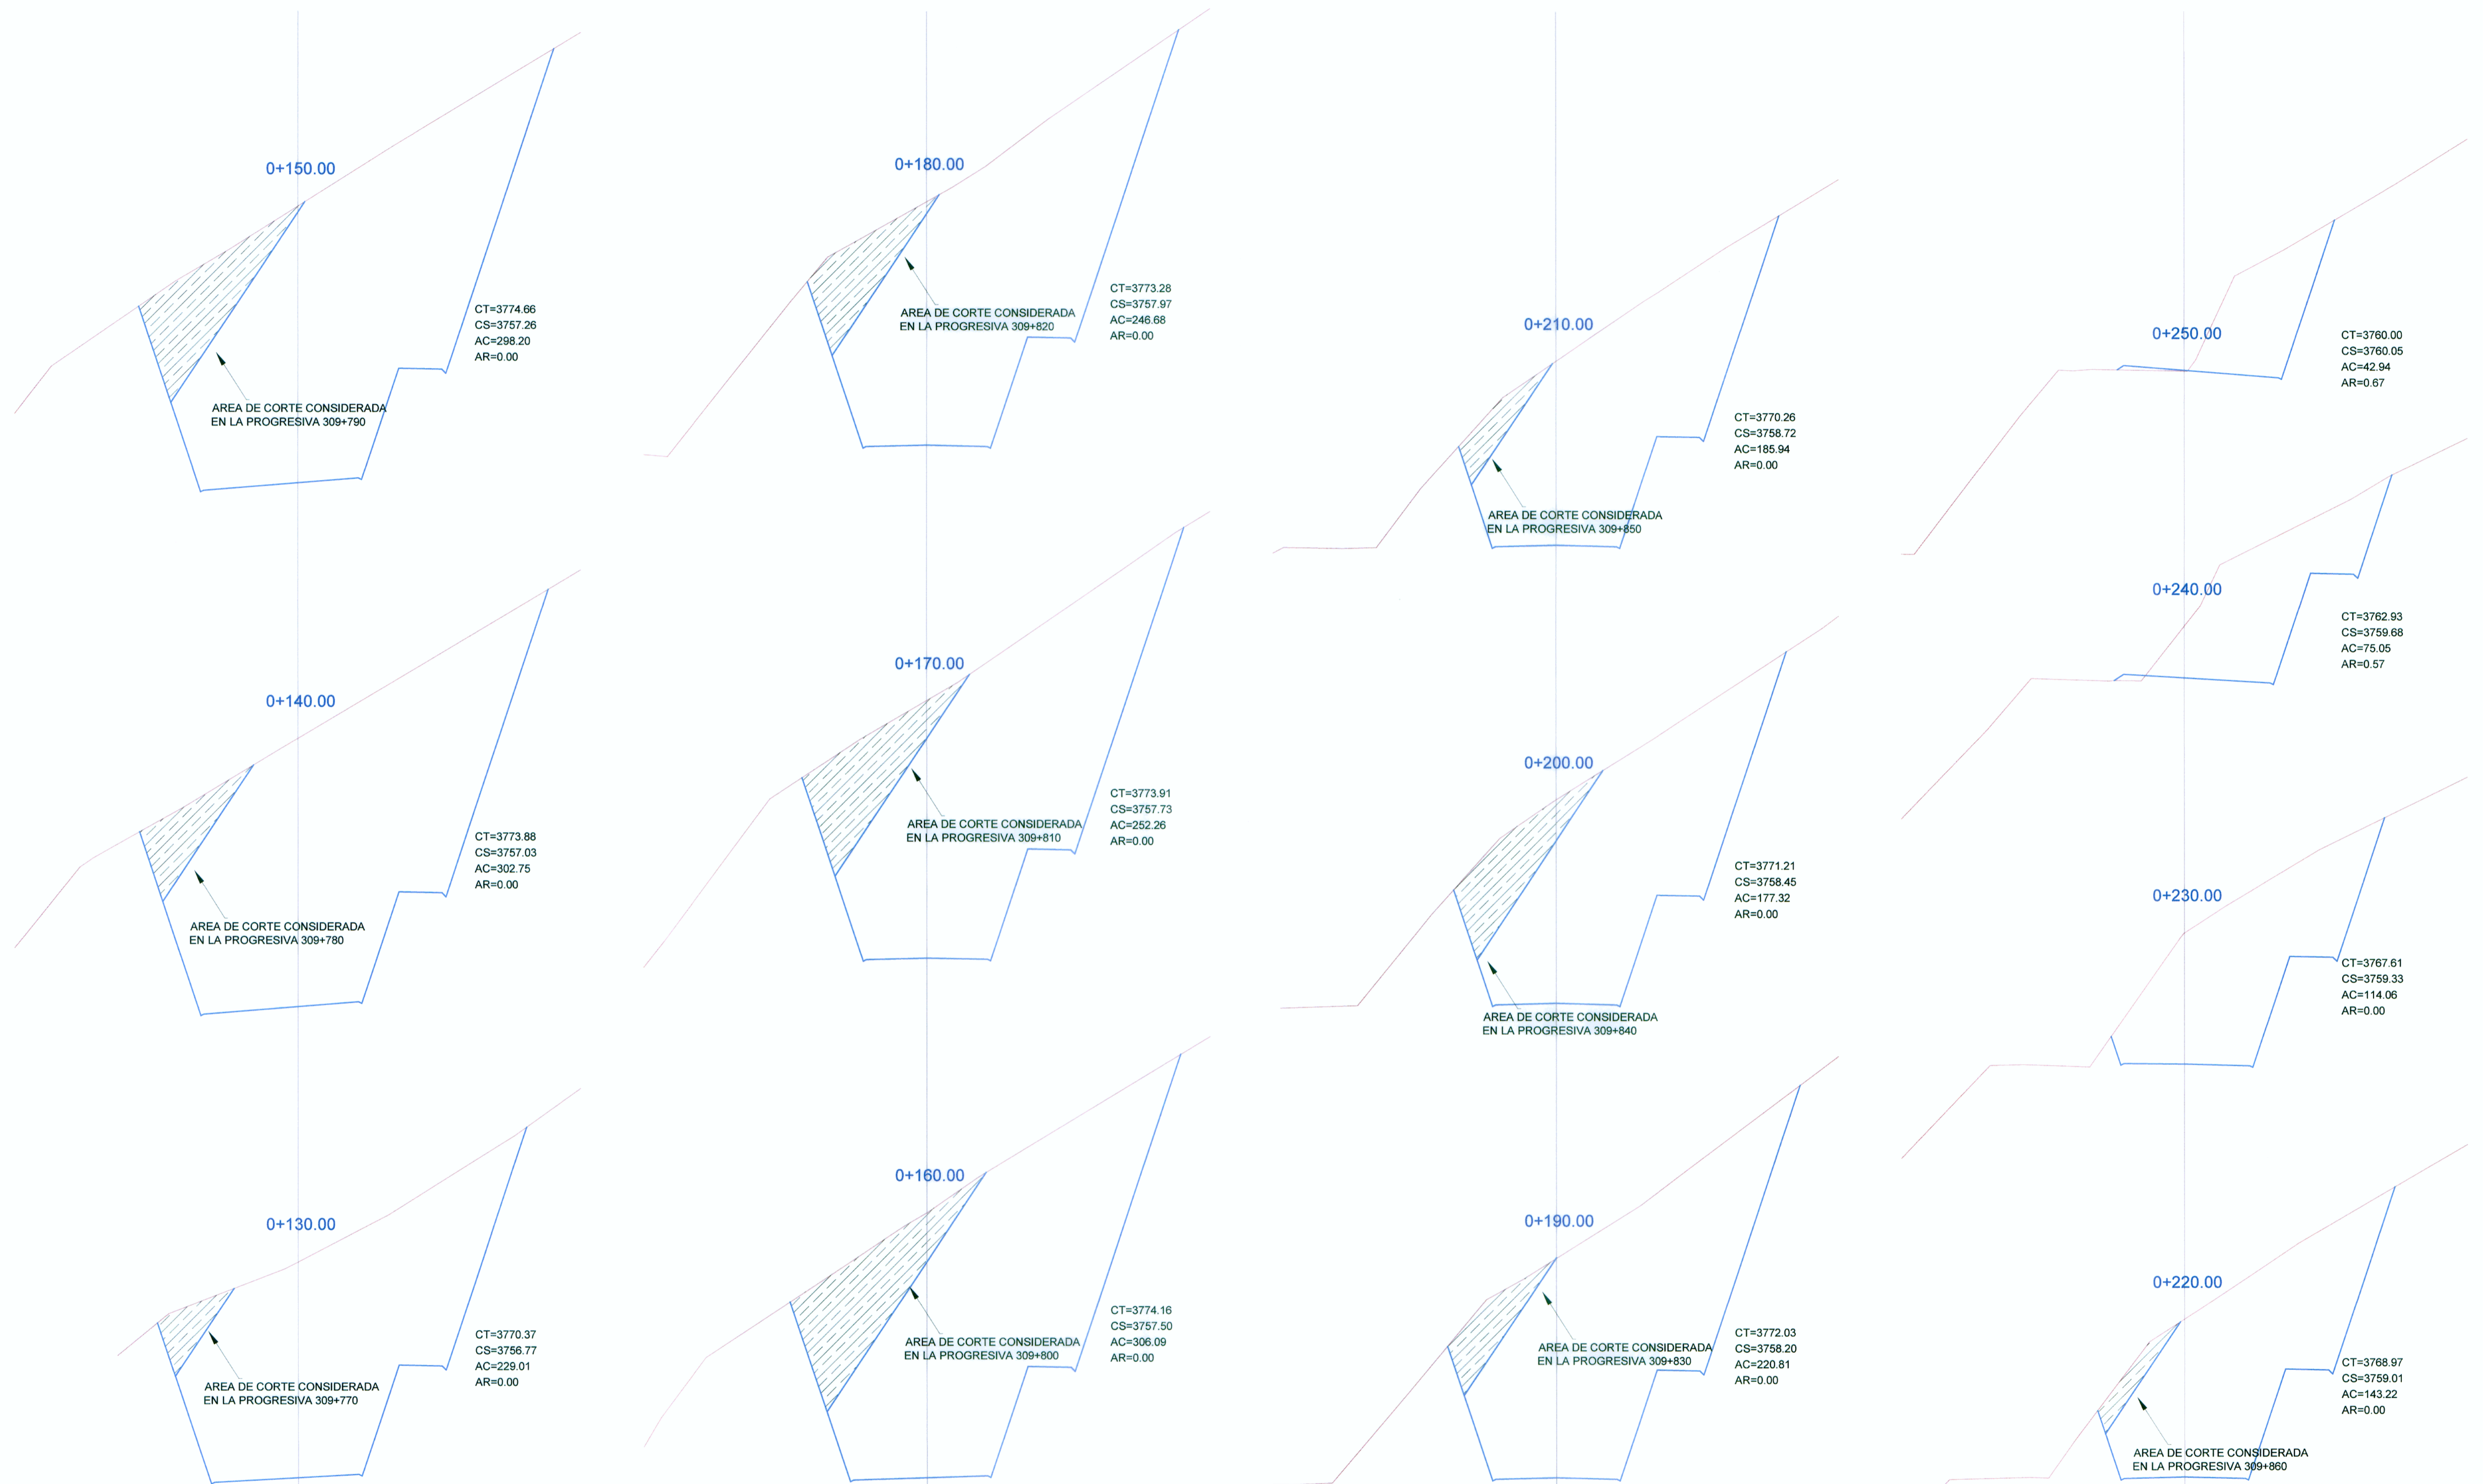 0+150.00
CT=3774.66
CS=3757.26
AC=298.20
AR=0.00
AREA DE CORTE CONSIDERADA
EN LA PROGRESIVA 309+790
0+140.00
CT=3773.88
CS=3757.03
AC=302.75
AR=0.00
AREA DE CORTE CONSIDERADA
EN LA PROGRESIVA 309+780
0+130.00
CT=3770.37
CS=3756.77
AC=229.01
AR=0.00
AREA DE CORTE CONSIDERADA
EN LA PROGRESIVA 309+770
0+180.00
CT=3773.28
CS=3757.97
AC=246.68
AR=0.00
AREA DE CORTE CONSIDERADA
EN LA PROGRESIVA 309+820
0+170.00
CT=3773.91
CS=3757.73
AC=252.26
AR=0.00
AREA DE CORTE CONSIDERADA
EN LA PROGRESIVA 309+810
0+160.00
CT=3774.16
CS=3757.50
AC=306.09
AR=0.00
AREA DE CORTE CONSIDERADA
EN LA PROGRESIVA 309+800
0+210.00
CT=3770.26
CS=3758.72
AC=185.94
AR=0.00
AREA DE CORTE CONSIDERADA
EN LA PROGRESIVA 309+850
0+200.00
CT=3771.21
CS=3758.45
AC=177.32
AR=0.00
AREA DE CORTE CONSIDERADA
EN LA PROGRESIVA 309+840
0+190.00
CT=3772.03
CS=3758.20
AC=220.81
AR=0.00
AREA DE CORTE CONSIDERADA
EN LA PROGRESIVA 309+830
0+250.00
CT=3760.00
CS=3760.05
AC=42.94
AR=0.67
0+240.00
CT=3762.93
CS=3759.68
AC=75.05
AR=0.57
0+230.00
CT=3767.61
CS=3759.33
AC=114.06
AR=0.00
0+220.00
CT=3768.97
CS=3759.01
AC=143.22
AR=0.00
AREA DE CORTE CONSIDERADA
EN LA PROGRESIVA 309+860